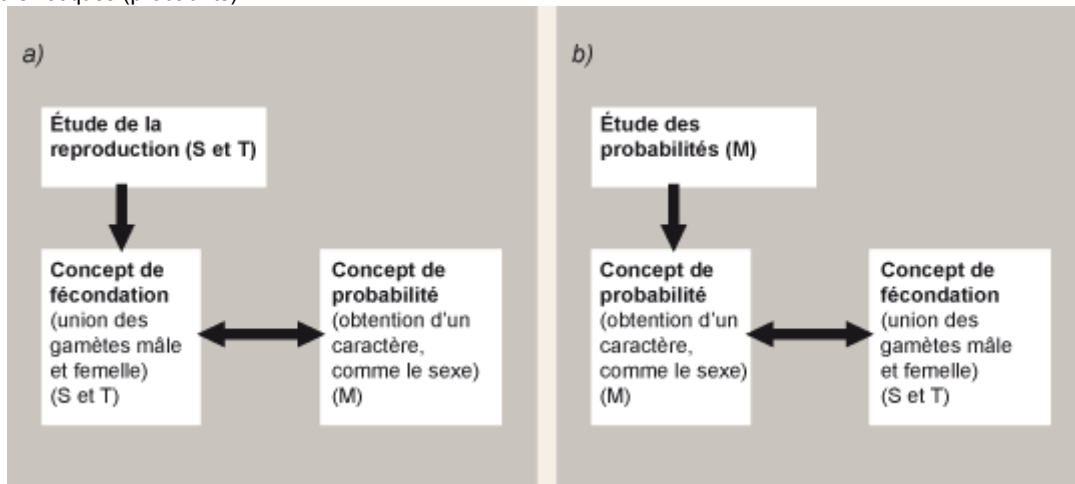 a)
Étude de la
reproduction (S et T)
Concept de
fécondation
(union des
gamètes mâle
et femelle)
(S et T)
Concept de
probabilité
(obtention d'un
caractère,
comme le sexe)
(M)
b)
Étude des
probabilités (M)
Concept de
probabilité
(obtention d'un
caractère,
comme le sexe)
(M)
Concept de
fécondation
(union des
gamètes mâle
et femelle)
(S et T)